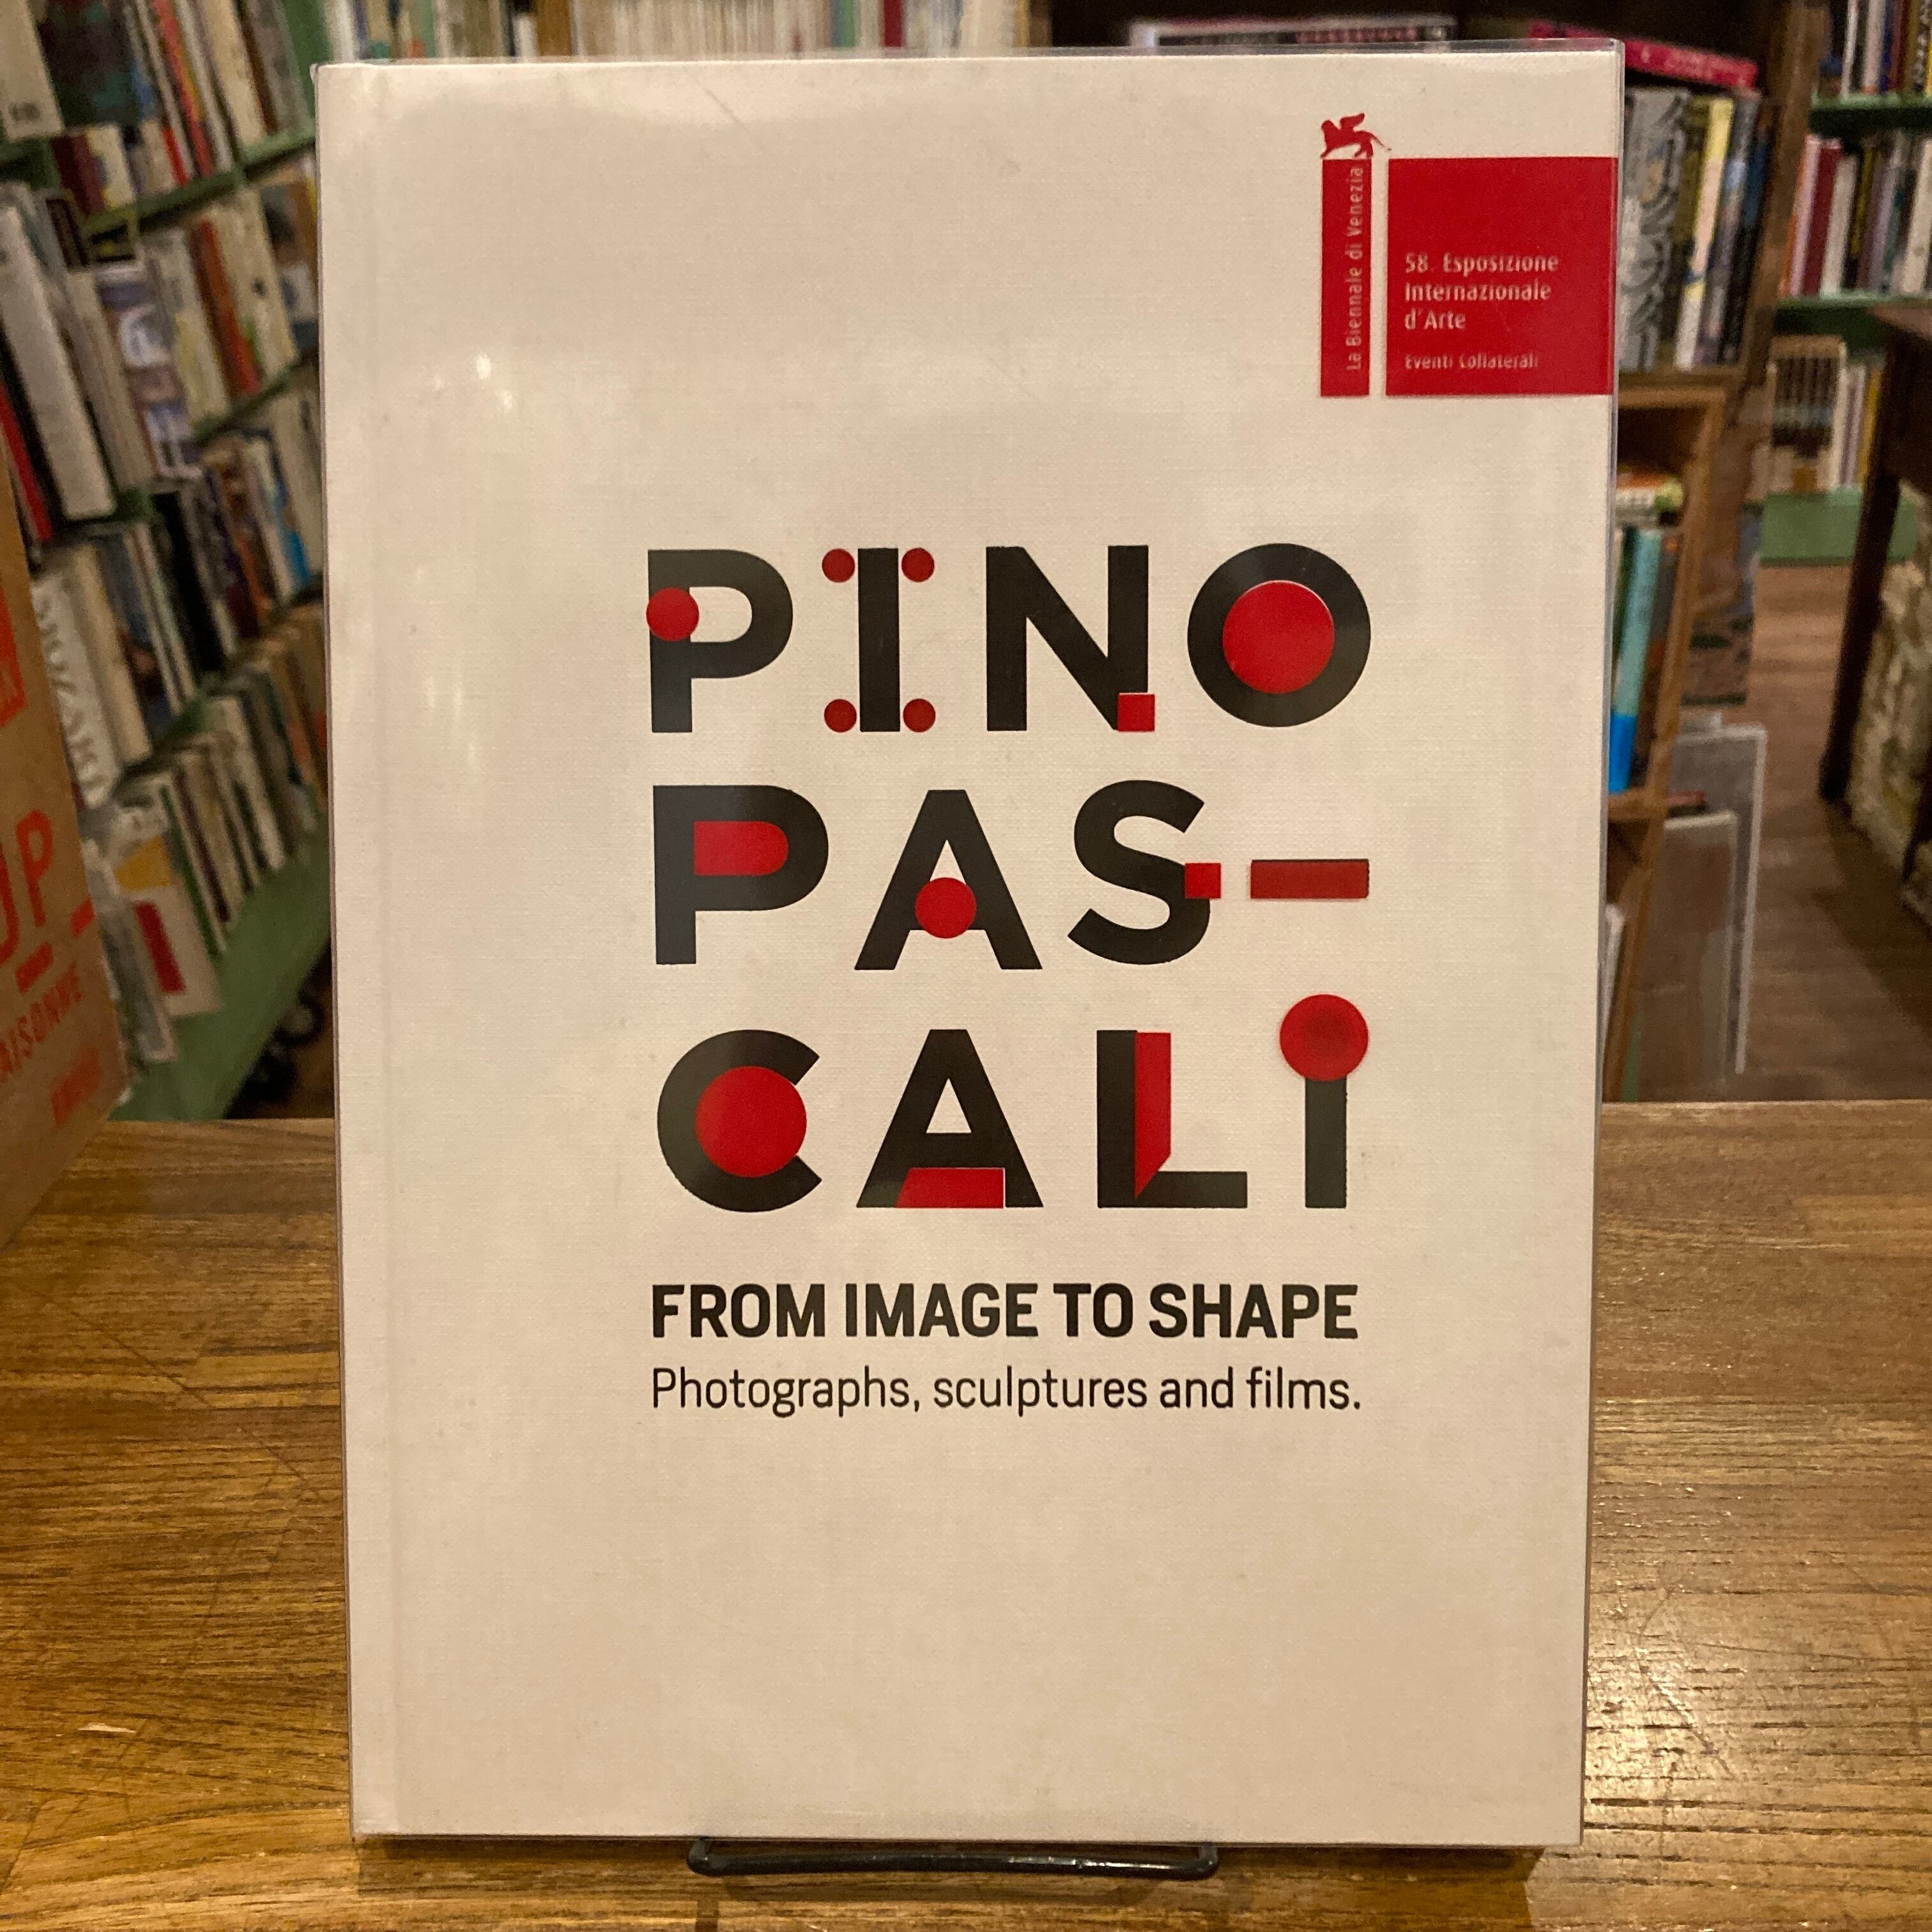 La Biennale di Venezia
58. Esposizione
Internazionale
d'Arte
Eventi Collaterali
PINO
PAS-
CALI
FROM IMAGE TO SHAPE
Photographs, sculptures and films.